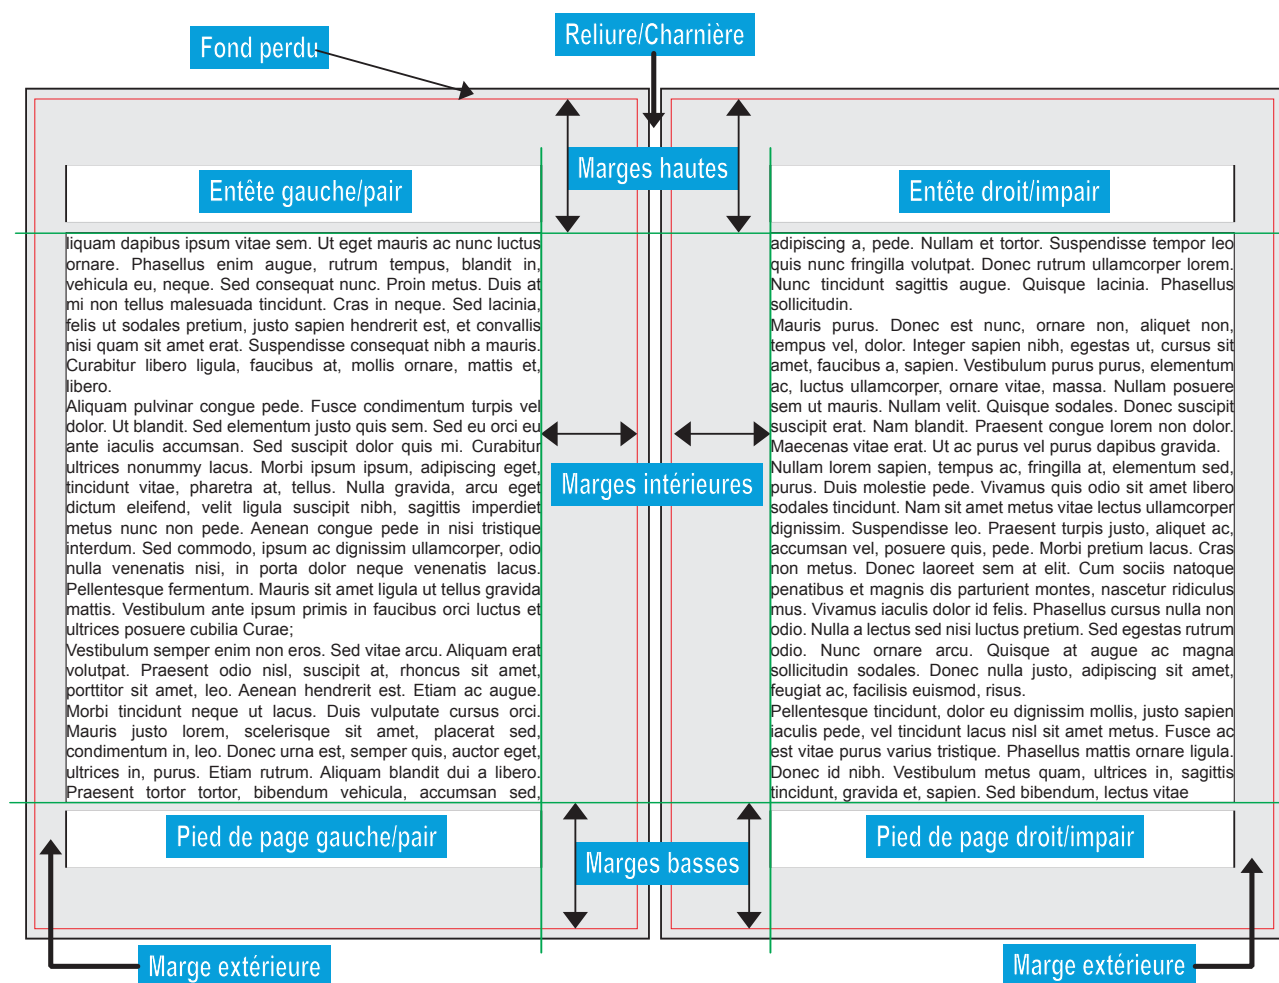 Fond perdu
Reliure/Charnière
Marges hautes
Entête gauche/pair
Entête droit/impair
liquam dapibus ipsum vitae sem. Ut eget mauris ac nunc luctus
ornare. Phasellus enim augue, rutrum tempus, blandit in,
vehicula eu, neque. Sed consequat nunc. Proin metus. Duis at
mi non tellus malesuada tincidunt. Cras in neque. Sed lacinia,
felis ut sodales pretium, justo sapien hendrerit est, et convallis
nisi quam sit amet erat. Suspendisse consequat nibh a mauris.
Curabitur libero ligula, faucibus at, mollis ornare, mattis et,
libero.
Aliquam pulvinar congue pede. Fusce condimentum turpis vel
dolor. Ut blandit. Sed elementum justo quis sem. Sed eu orci eu
ante iaculis accumsan. Sed suscipit dolor quis mi. Curabitur
ultrices nonummy lacus. Morbi ipsum ipsum, adipiscing eget,
tincidunt vitae, pharetra at, tellus. Nulla gravida, arcu eget
dictum eleifend, velit ligula suscipit nibh, sagittis imperdiet
metus nunc non pede. Aenean congue pede in nisi tristique
interdum. Sed commodo, ipsum ac dignissim ullamcorper, odio
nulla venenatis nisi, in porta dolor neque venenatis lacus.
Pellentesque fermentum. Mauris sit amet ligula ut tellus gravida
mattis. Vestibulum ante ipsum primis in faucibus orci luctus et
ultrices posuere cubilia Curae;
Vestibulum semper enim non eros. Sed vitae arcu. Aliquam erat
volutpat. Praesent odio nisl, suscipit at, rhoncus sit amet,
porttitor sit amet, leo. Aenean hendrerit est. Etiam ac augue.
Morbi tincidunt neque ut lacus. Duis vulputate cursus orci.
Mauris justo lorem, scelerisque sit amet, placerat sed,
condimentum in, leo. Donec urna est, semper quis, auctor eget,
ultrices in, purus. Etiam rutrum. Aliquam blandit dui a libero.
Praesent tortor tortor, bibendum vehicula, accumsan sed,
Marges intérieures
adipiscing a, pede. Nullam et tortor. Suspendisse tempor leo
quis nunc fringilla volutpat. Donec rutrum ullamcorper lorem.
Nunc tincidunt sagittis augue. Quisque lacinia. Phasellus
sollicitudin.
Mauris purus. Donec est nunc, ornare non, aliquet non,
tempus vel, dolor. Integer sapien nibh, egestas ut, cursus sit
amet, faucibus a, sapien. Vestibulum purus purus, elementum
ac, luctus ullamcorper, ornare vitae, massa. Nullam posuere
sem ut mauris. Nullam velit. Quisque sodales. Donec suscipit
suscipit erat. Nam blandit. Praesent congue lorem non dolor.
Maecenas vitae erat. Ut ac purus vel purus dapibus gravida.
Nullam lorem sapien, tempus ac, fringilla at, elementum sed,
purus. Duis molestie pede. Vivamus quis odio sit amet libero
sodales tincidunt. Nam sit amet metus vitae lectus ullamcorper
dignissim. Suspendisse leo. Praesent turpis justo, aliquet ac,
accumsan vel, posuere quis, pede. Morbi pretium lacus. Cras
non metus. Donec laoreet sem at elit. Cum sociis natoque
penatibus et magnis dis parturient montes, nascetur ridiculus
mus. Vivamus iaculis dolor id felis. Phasellus cursus nulla non
odio. Nulla a lectus sed nisi luctus pretium. Sed egestas rutrum
odio. Nunc ornare arcu. Quisque at augue ac magna
sollicitudin sodales. Donec nulla justo, adipiscing sit amet,
feugiat ac, facilisis euismod, risus.
Pellentesque tincidunt, dolor eu dignissim mollis, justo sapien
iaculis pede, vel tincidunt lacus nisl sit amet metus. Fusce ac
est vitae purus varius tristique. Phasellus mattis ornare ligula.
Donec id nibh. Vestibulum metus quam, ultrices in, sagittis
tincidunt, gravida et, sapien. Sed bibendum, lectus vitae
Pied de page gauche/pair
Marges basses
Pied de page droit/impair
Marge extérieure
Marge extérieure